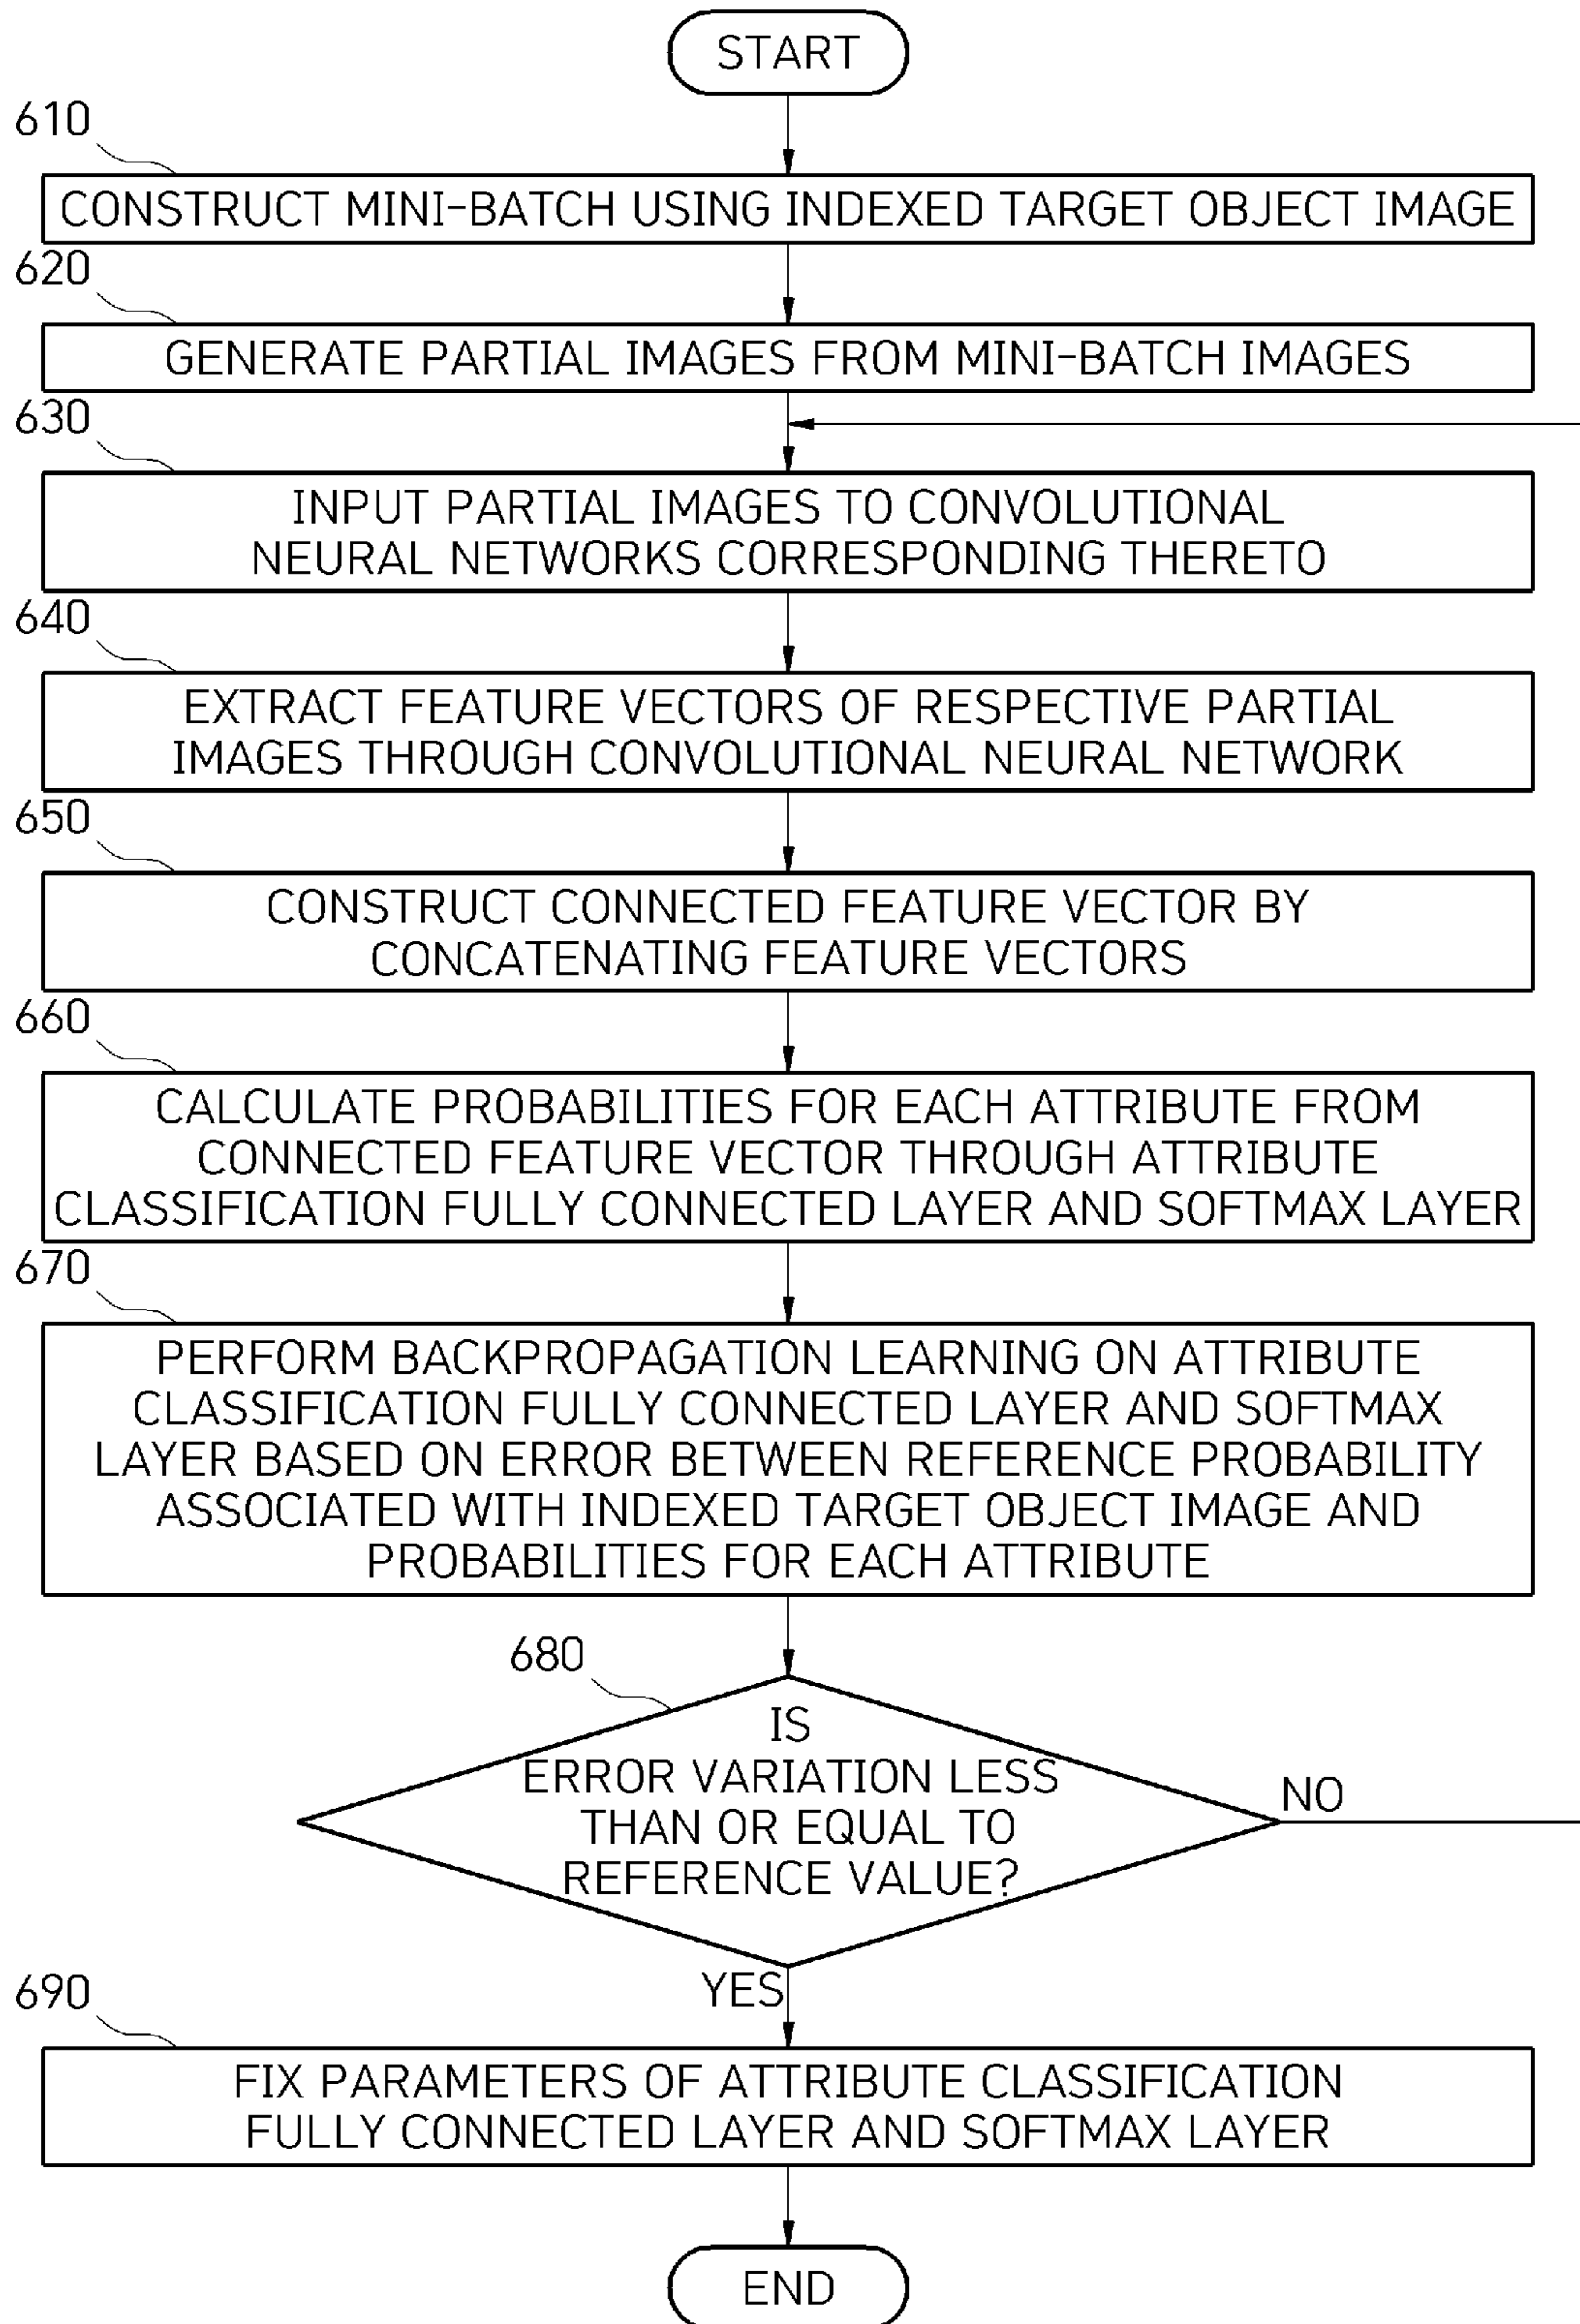 START
610
CONSTRUCT MINI-BATCH USING INDEXED TARGET OBJECT IMAGE
620
GENERATE PARTIAL IMAGES FROM MINI-BATCH IMAGES
630
INPUT PARTIAL IMAGES TO CONVOLUTIONAL
NEURAL NETWORKS CORRESPONDING THERETO
640
EXTRACT FEATURE VECTORS OF RESPECTIVE PARTIAL
IMAGES THROUGH CONVOLUTIONAL NEURAL NETWORK
650
CONSTRUCT CONNECTED FEATURE VECTOR BY
CONCATENATING FEATURE VECTORS
660
CALCULATE PROBABILITIES FOR EACH ATTRIBUTE FROM
CONNECTED FEATURE VECTOR THROUGH ATTRIBUTE
CLASSIFICATION FULLY CONNECTED LAYER AND SOFTMAX LAYER
670
PERFORM BACKPROPAGATION LEARNING ON ATTRIBUTE
CLASSIFICATION FULLY CONNECTED LAYER AND SOFTMAX
LAYER BASED ON ERROR BETWEEN REFERENCE PROBABILITY
ASSOCIATED WITH INDEXED TARGET OBJECT IMAGE AND
PROBABILITIES FOR EACH ATTRIBUTE
680
IS
ERROR VARIATION LESS
THAN OR EQUAL TO
REFERENCE VALUE?
NO
YES
690
FIX PARAMETERS OF ATTRIBUTE CLASSIFICATION
FULLY CONNECTED LAYER AND SOFTMAX LAYER
END